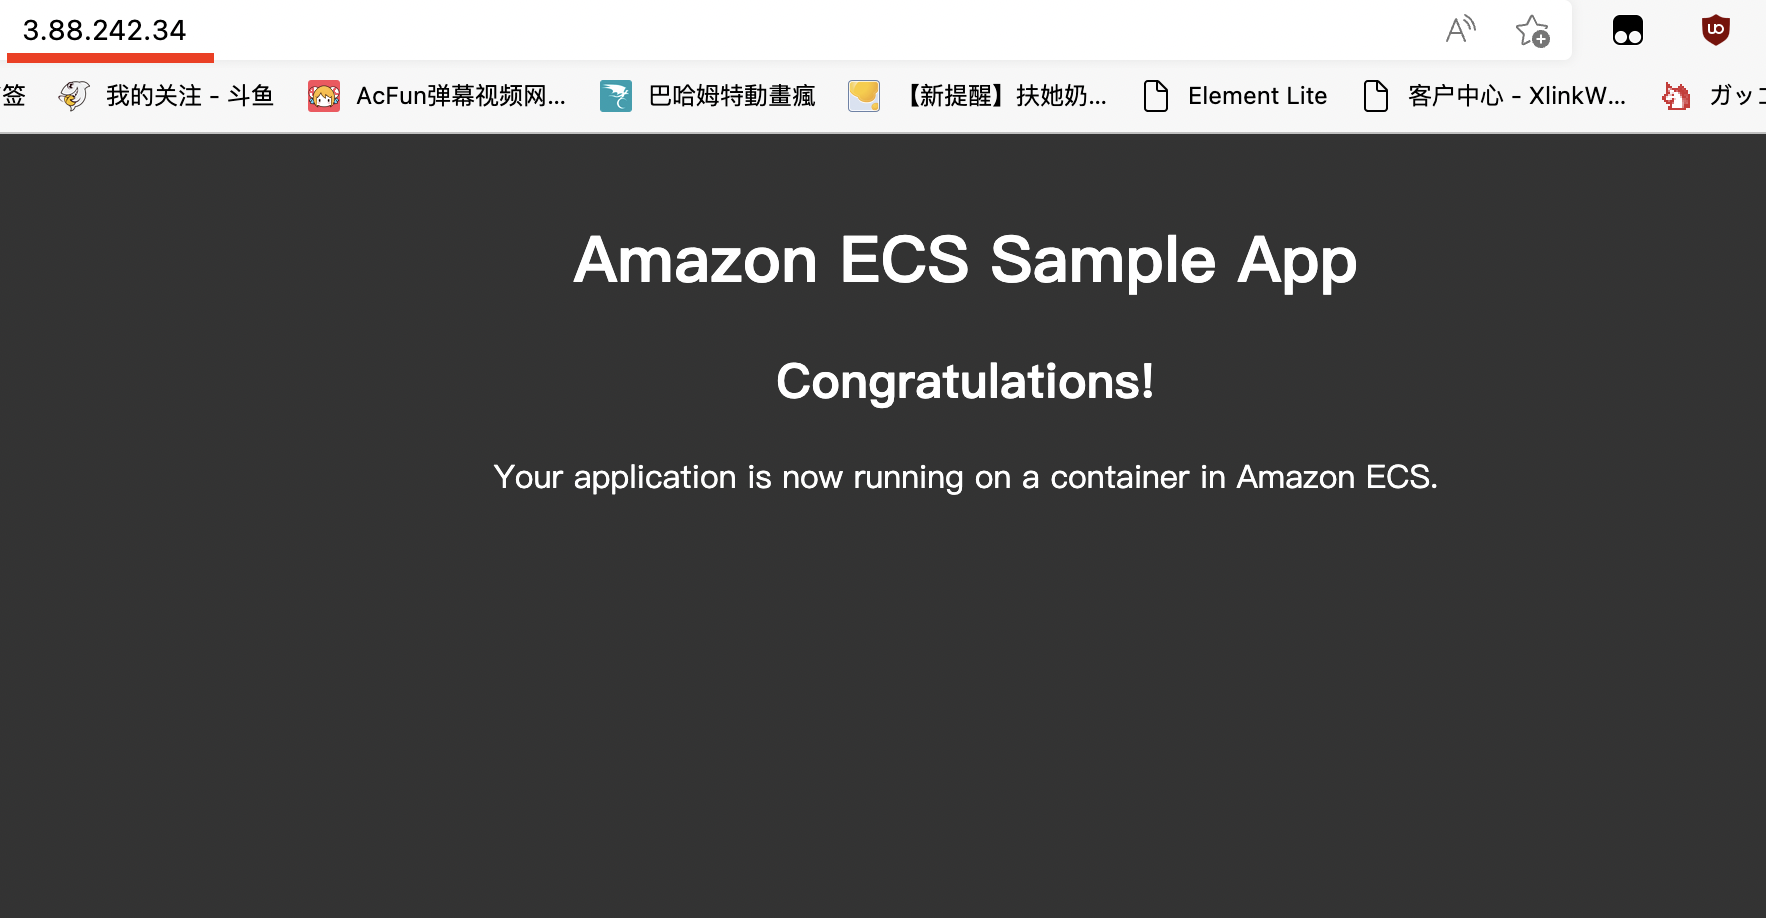 3.88.242.34
签 我的关注 - 斗鱼 AcFun弹幕视频网... 巴哈姆特動畫瘋 【新提醒】扶她奶... Element Lite 客户中心 - XlinkW... ガッコ
Amazon ECS Sample App
Congratulations!
Your application is now running on a container in Amazon ECS.